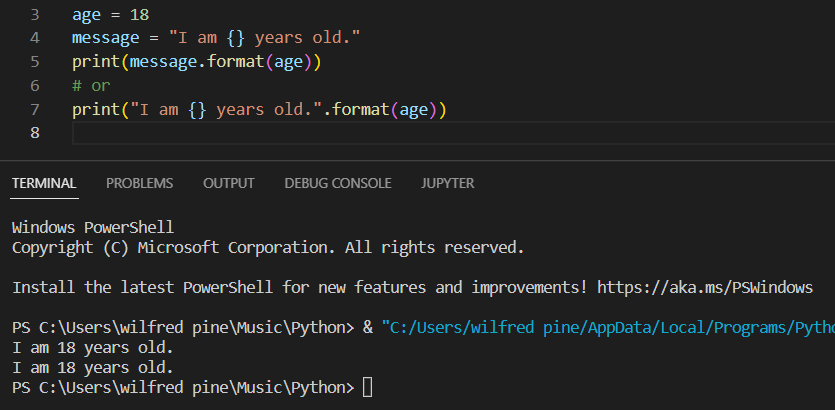 3 age = 18
4 message = "I am {} years old."
5 print(message.format(age))
6 # or
7 print("I am {} years old.".format(age))
8
TERMINAL PROBLEMS OUTPUT DEBUG CONSOLE JUPYTER
Windows PowerShell
Copyright (C) Microsoft Corporation. All rights reserved.
Install the latest PowerShell for new features and improvements! https://aka.ms/PSWindows
PS C:\Users\wilfred pine\Music\Python> & "C:/Users/wilfred pine/AppData/Local/Programs/Pytho
I am 18 years old.
I am 18 years old.
PS C:\Users\wilfred pine\Music\Python>